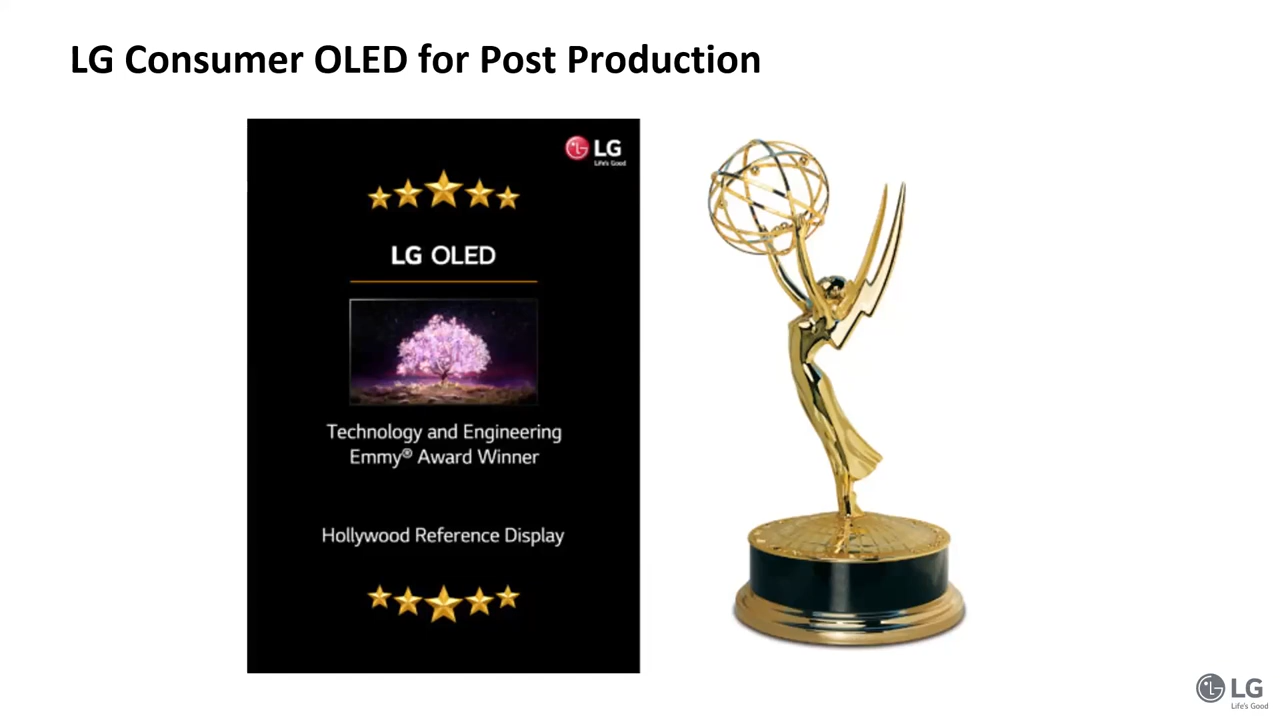 LG Consumer OLED for Post Production
LG
Life's Good
LG OLED
Technology and Engineering
Emmy® Award Winner
Hollywood Reference Display
LG
Life's Good